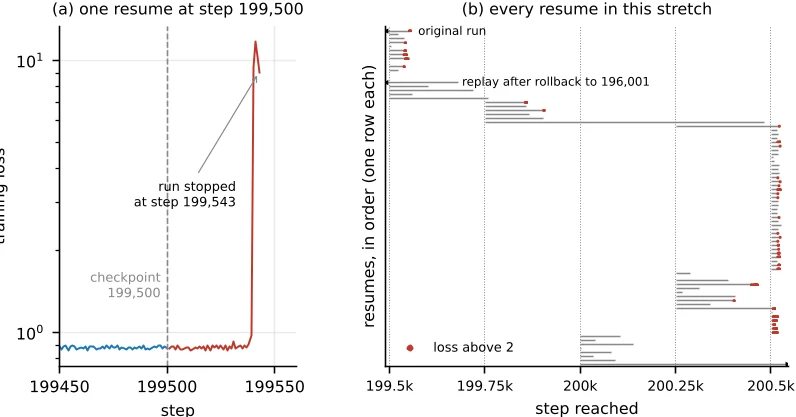 (a) one resume at step 199,500
training loss
10¹
10⁰
run stopped
at step 199,543
checkpoint
199,500
199450
199500
199550
step
(b) every resume in this stretch
resumes, in order (one row each)
original run
replay after rollback to 196,001
loss above 2
199.5k
199.75k
200k
200.25k
200.5k
step reached